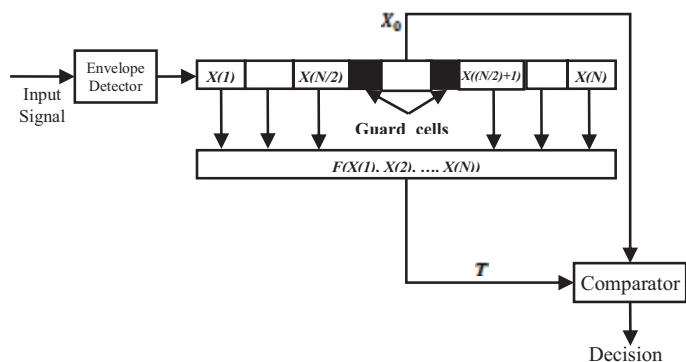 X₀
Envelope
Detector
X(1)
X(N/2)
X((N/2)+1)
X(N)
Input
Signal
Guard cells
F(X(1), X(2), …, X(N))
T
Comparator
Decision